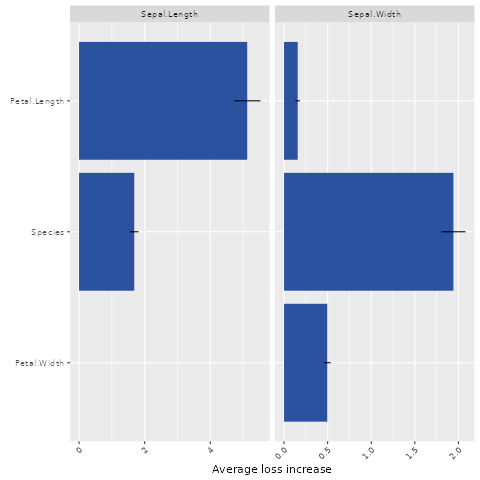 Sepal.Length
Sepal.Width
Petal.Length
Species
Petal.Width
0
2
4
0.0
0.5
1.0
1.5
2.0
Average loss increase